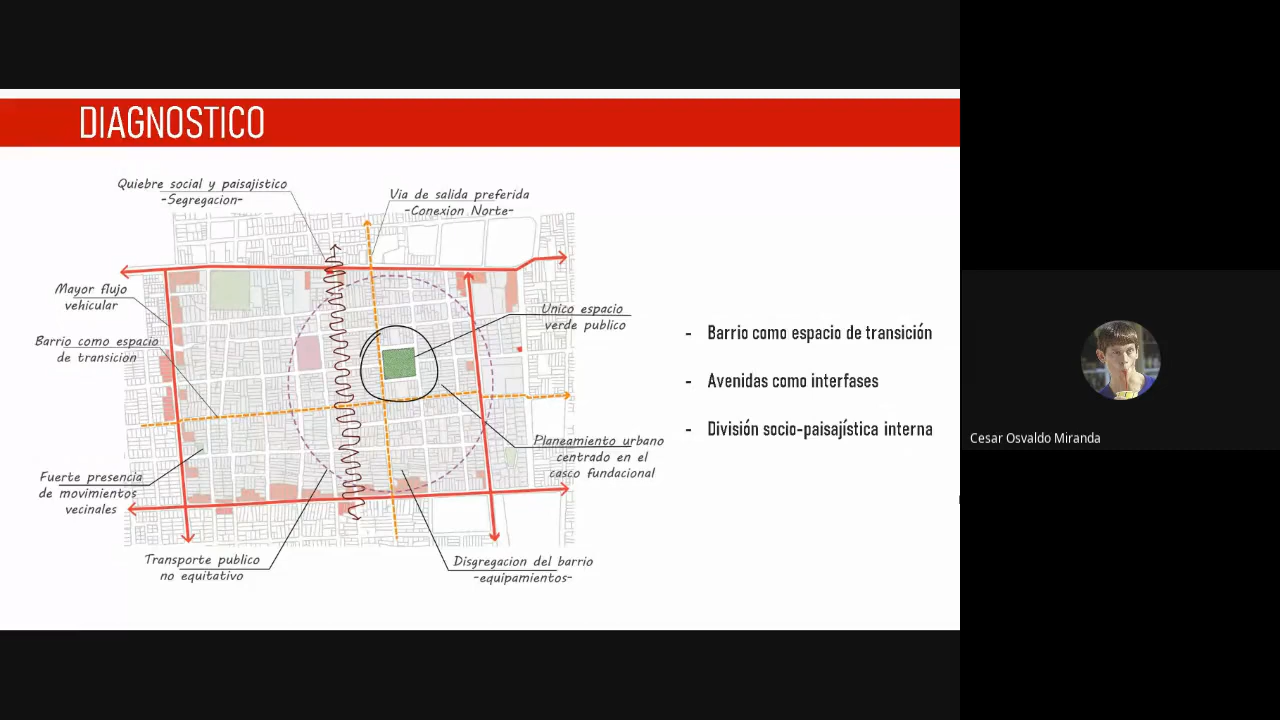 DIAGNOSTICO
Quiebre social y paisajistico
-Segregacion-
Via de salida preferida
-Conexion Norte-
Mayor flujo
vehicular
Barrio como espacio
de transicion
Unico espacio
verde publico
Planeamiento urbano
centrado en el
casco fundacional
Fuerte presencia
de movimientos
vecinales
Transporte publico
no equitativo
Disgregacion del barrio
-equipamientos-
- Barrio como espacio de transición
- Avenidas como interfases
- División socio-paisajística interna
Cesar Osvaldo Miranda